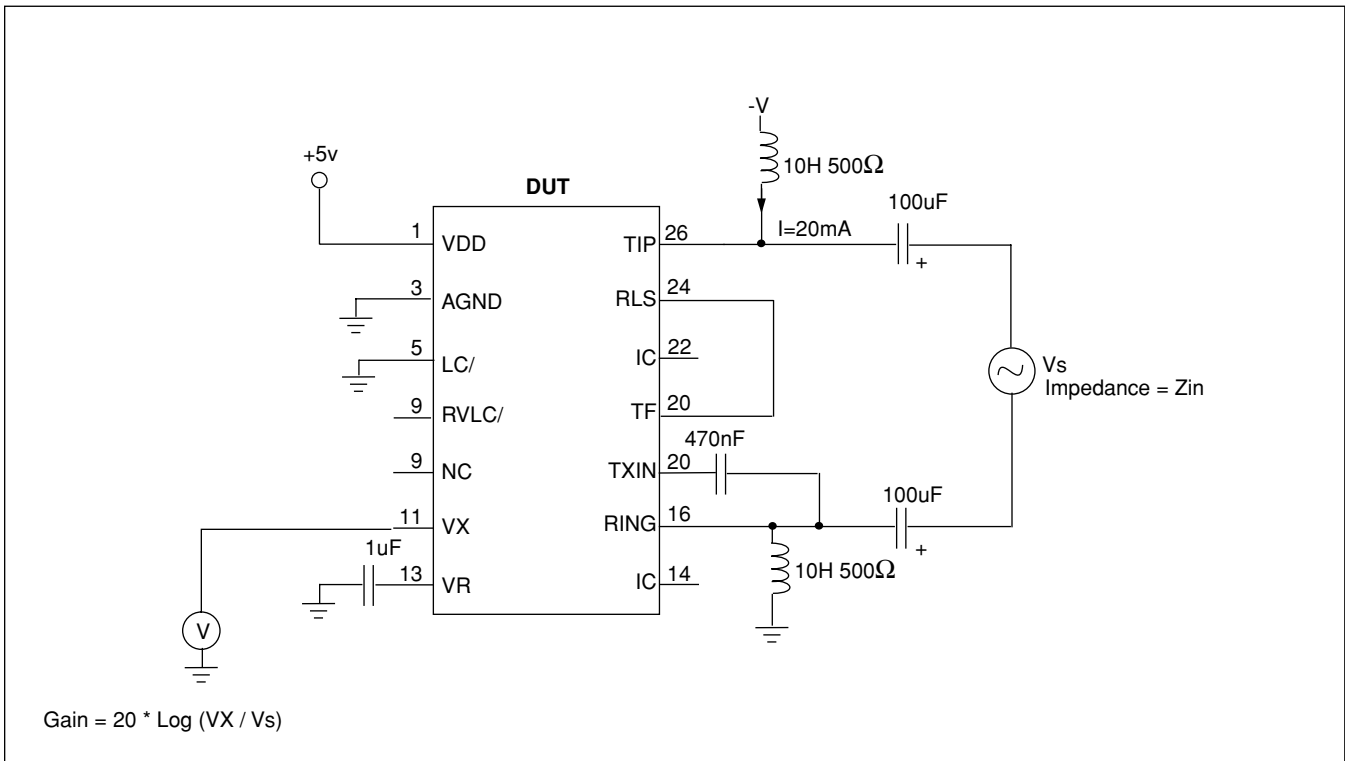 -V
+5v
10H 500Ω
DUT
100uF
1 VDD
TIP 26
I=20mA
+
3 AGND
RLS 24
5 LC/
IC 22
Vs
Impedance = Zin
9 RVLC/
TF 20
470nF
9 NC
TXIN 20
100uF
11 VX
RING 16
+
1uF
10H 500Ω
13 VR
IC 14
V
Gain = 20 * Log (VX / Vs)